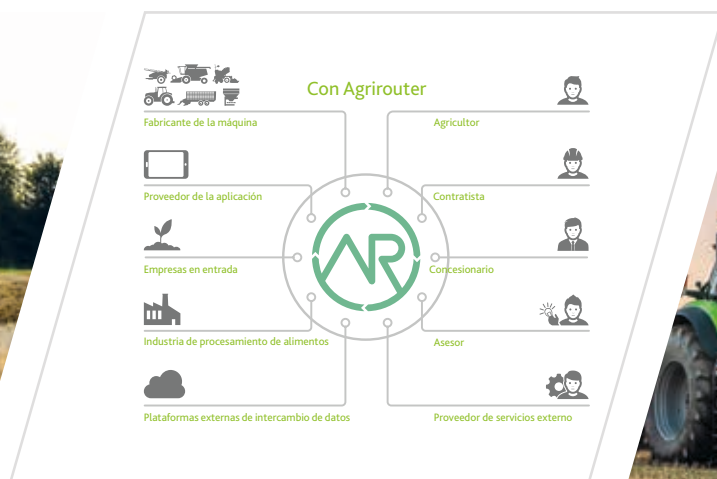 Con Agrirouter
Fabricante de la máquina
Agricultor
Proveedor de la aplicación
Contratista
AR
Empresas en entrada
Concesionario
Industria de procesamiento de alimentos
Asesor
Plataformas externas de intercambio de datos
Proveedor de servicios externo